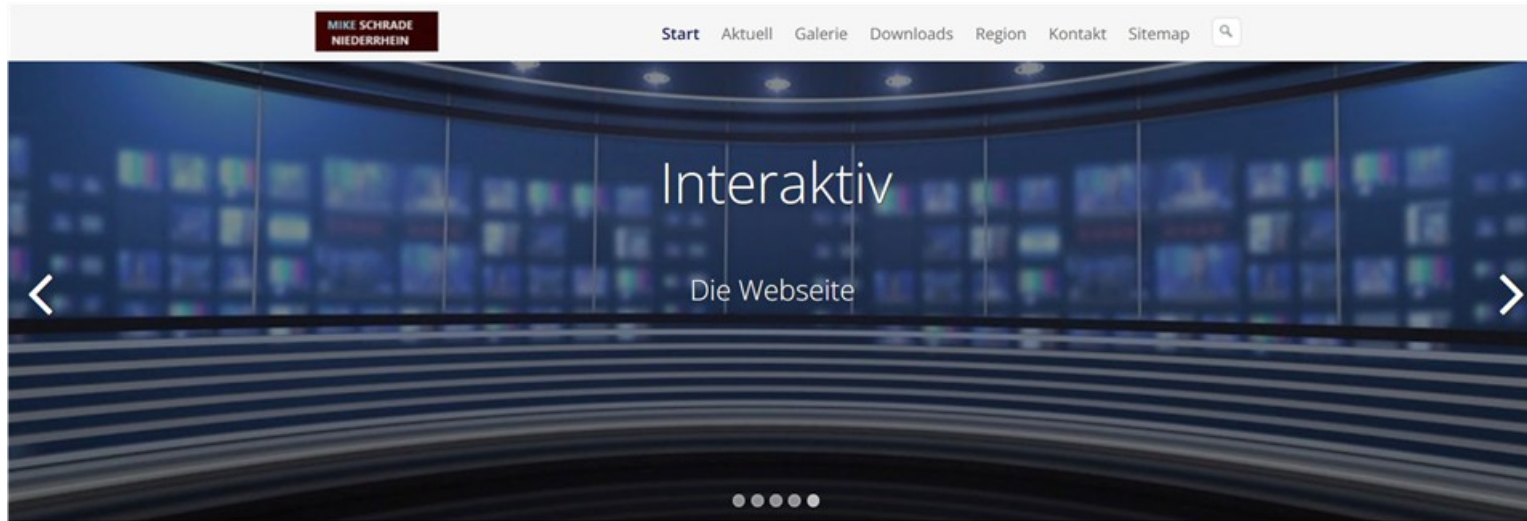 MIKE SCHRADE
NIEDERRHEIN
Start Aktuell Galerie Downloads Region Kontakt Sitemap
Interaktiv
Die Webseite